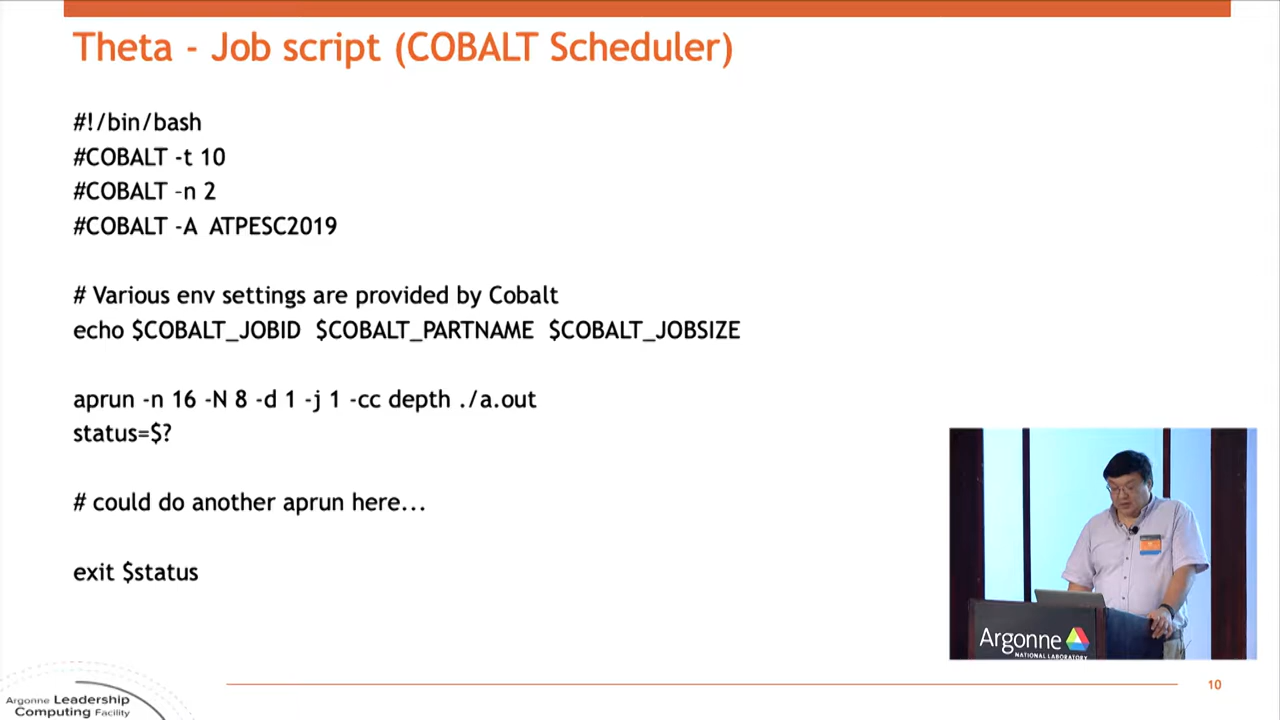 Theta - Job script (COBALT Scheduler)
#!/bin/bash
#COBALT -t 10
#COBALT –n 2
#COBALT -A ATPESC2019
# Various env settings are provided by Cobalt
echo $COBALT_JOBID $COBALT_PARTNAME $COBALT_JOBSIZE
aprun -n 16 -N 8 -d 1 -j 1 -cc depth ./a.out
status=$?
# could do another aprun here...
exit $status
Argonne
NATIONAL LABORATORY
Argonne Leadership
Computing Facility
10